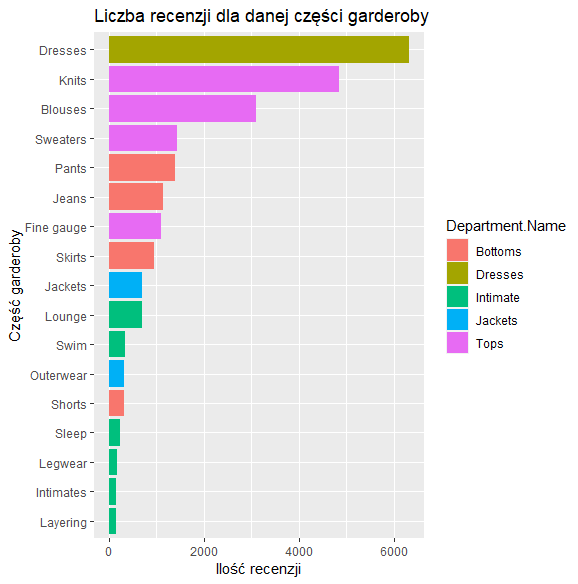 Liczba recenzji dla danej części garderoby
Część garderoby
Dresses
Knits
Blouses
Sweaters
Pants
Jeans
Fine gauge
Skirts
Jackets
Lounge
Swim
Outerwear
Shorts
Sleep
Legwear
Intimates
Layering
0 2000 4000 6000
Ilość recenzji
Department.Name
Bottoms
Dresses
Intimate
Jackets
Tops